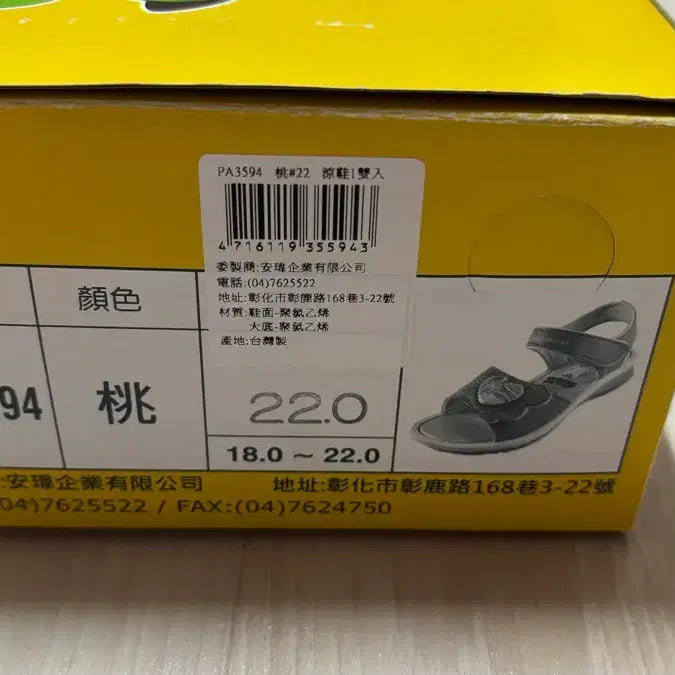 PA3594 桃#22 涼鞋1雙入
4 716119 355943
委製商:安瑋企業有限公司
電話:(04)7625522
地址:彰化市彰鹿路168巷3-22號
材質:鞋面-聚氯乙烯
大底-聚氯乙烯
產地:台灣製
顏色
94 桃 22.0
18.0 ~ 22.0
:安瑋企業有限公司 地址:彰化市彰鹿路168巷3-22號
04)7625522 / FAX:(04)7624750